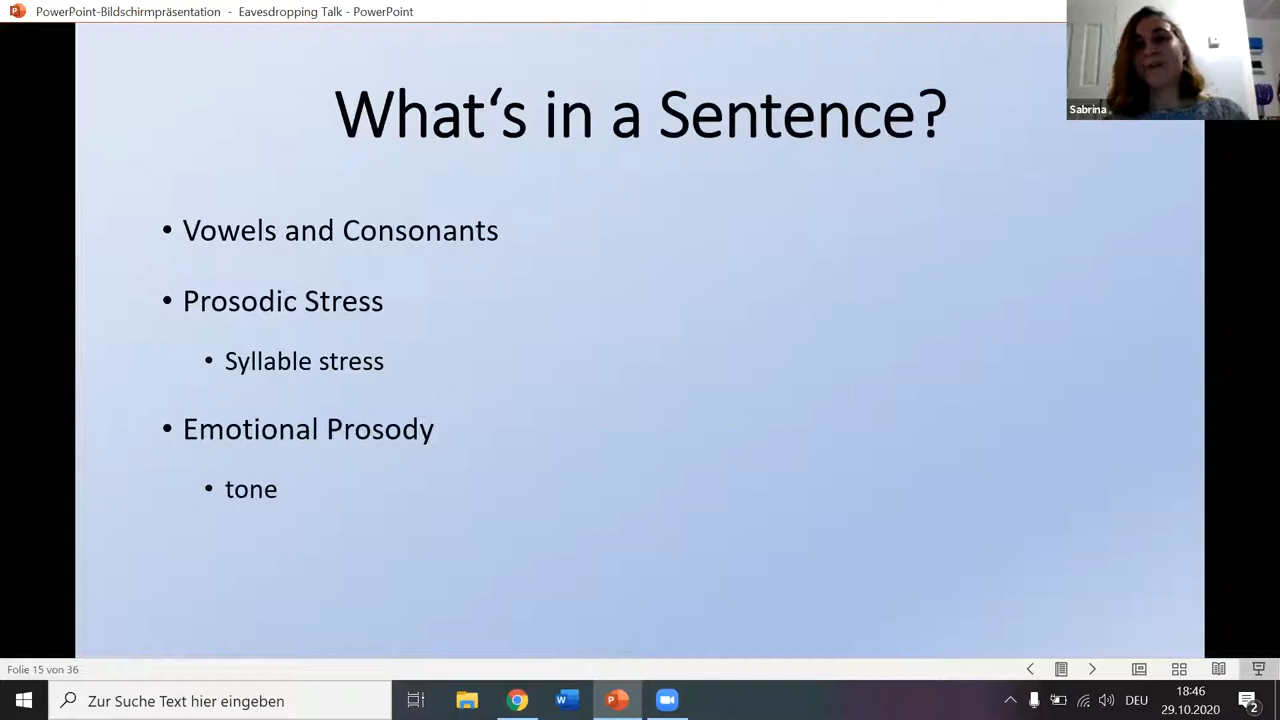 PowerPoint-Bildschirmpräsentation - Eavesdropping Talk - PowerPoint
Sabrina
What‘s in a Sentence?
• Vowels and Consonants
• Prosodic Stress
• Syllable stress
• Emotional Prosody
• tone
Folie 15 von 36
Zur Suche Text hier eingeben
DEU
18:46
29.10.2020
2